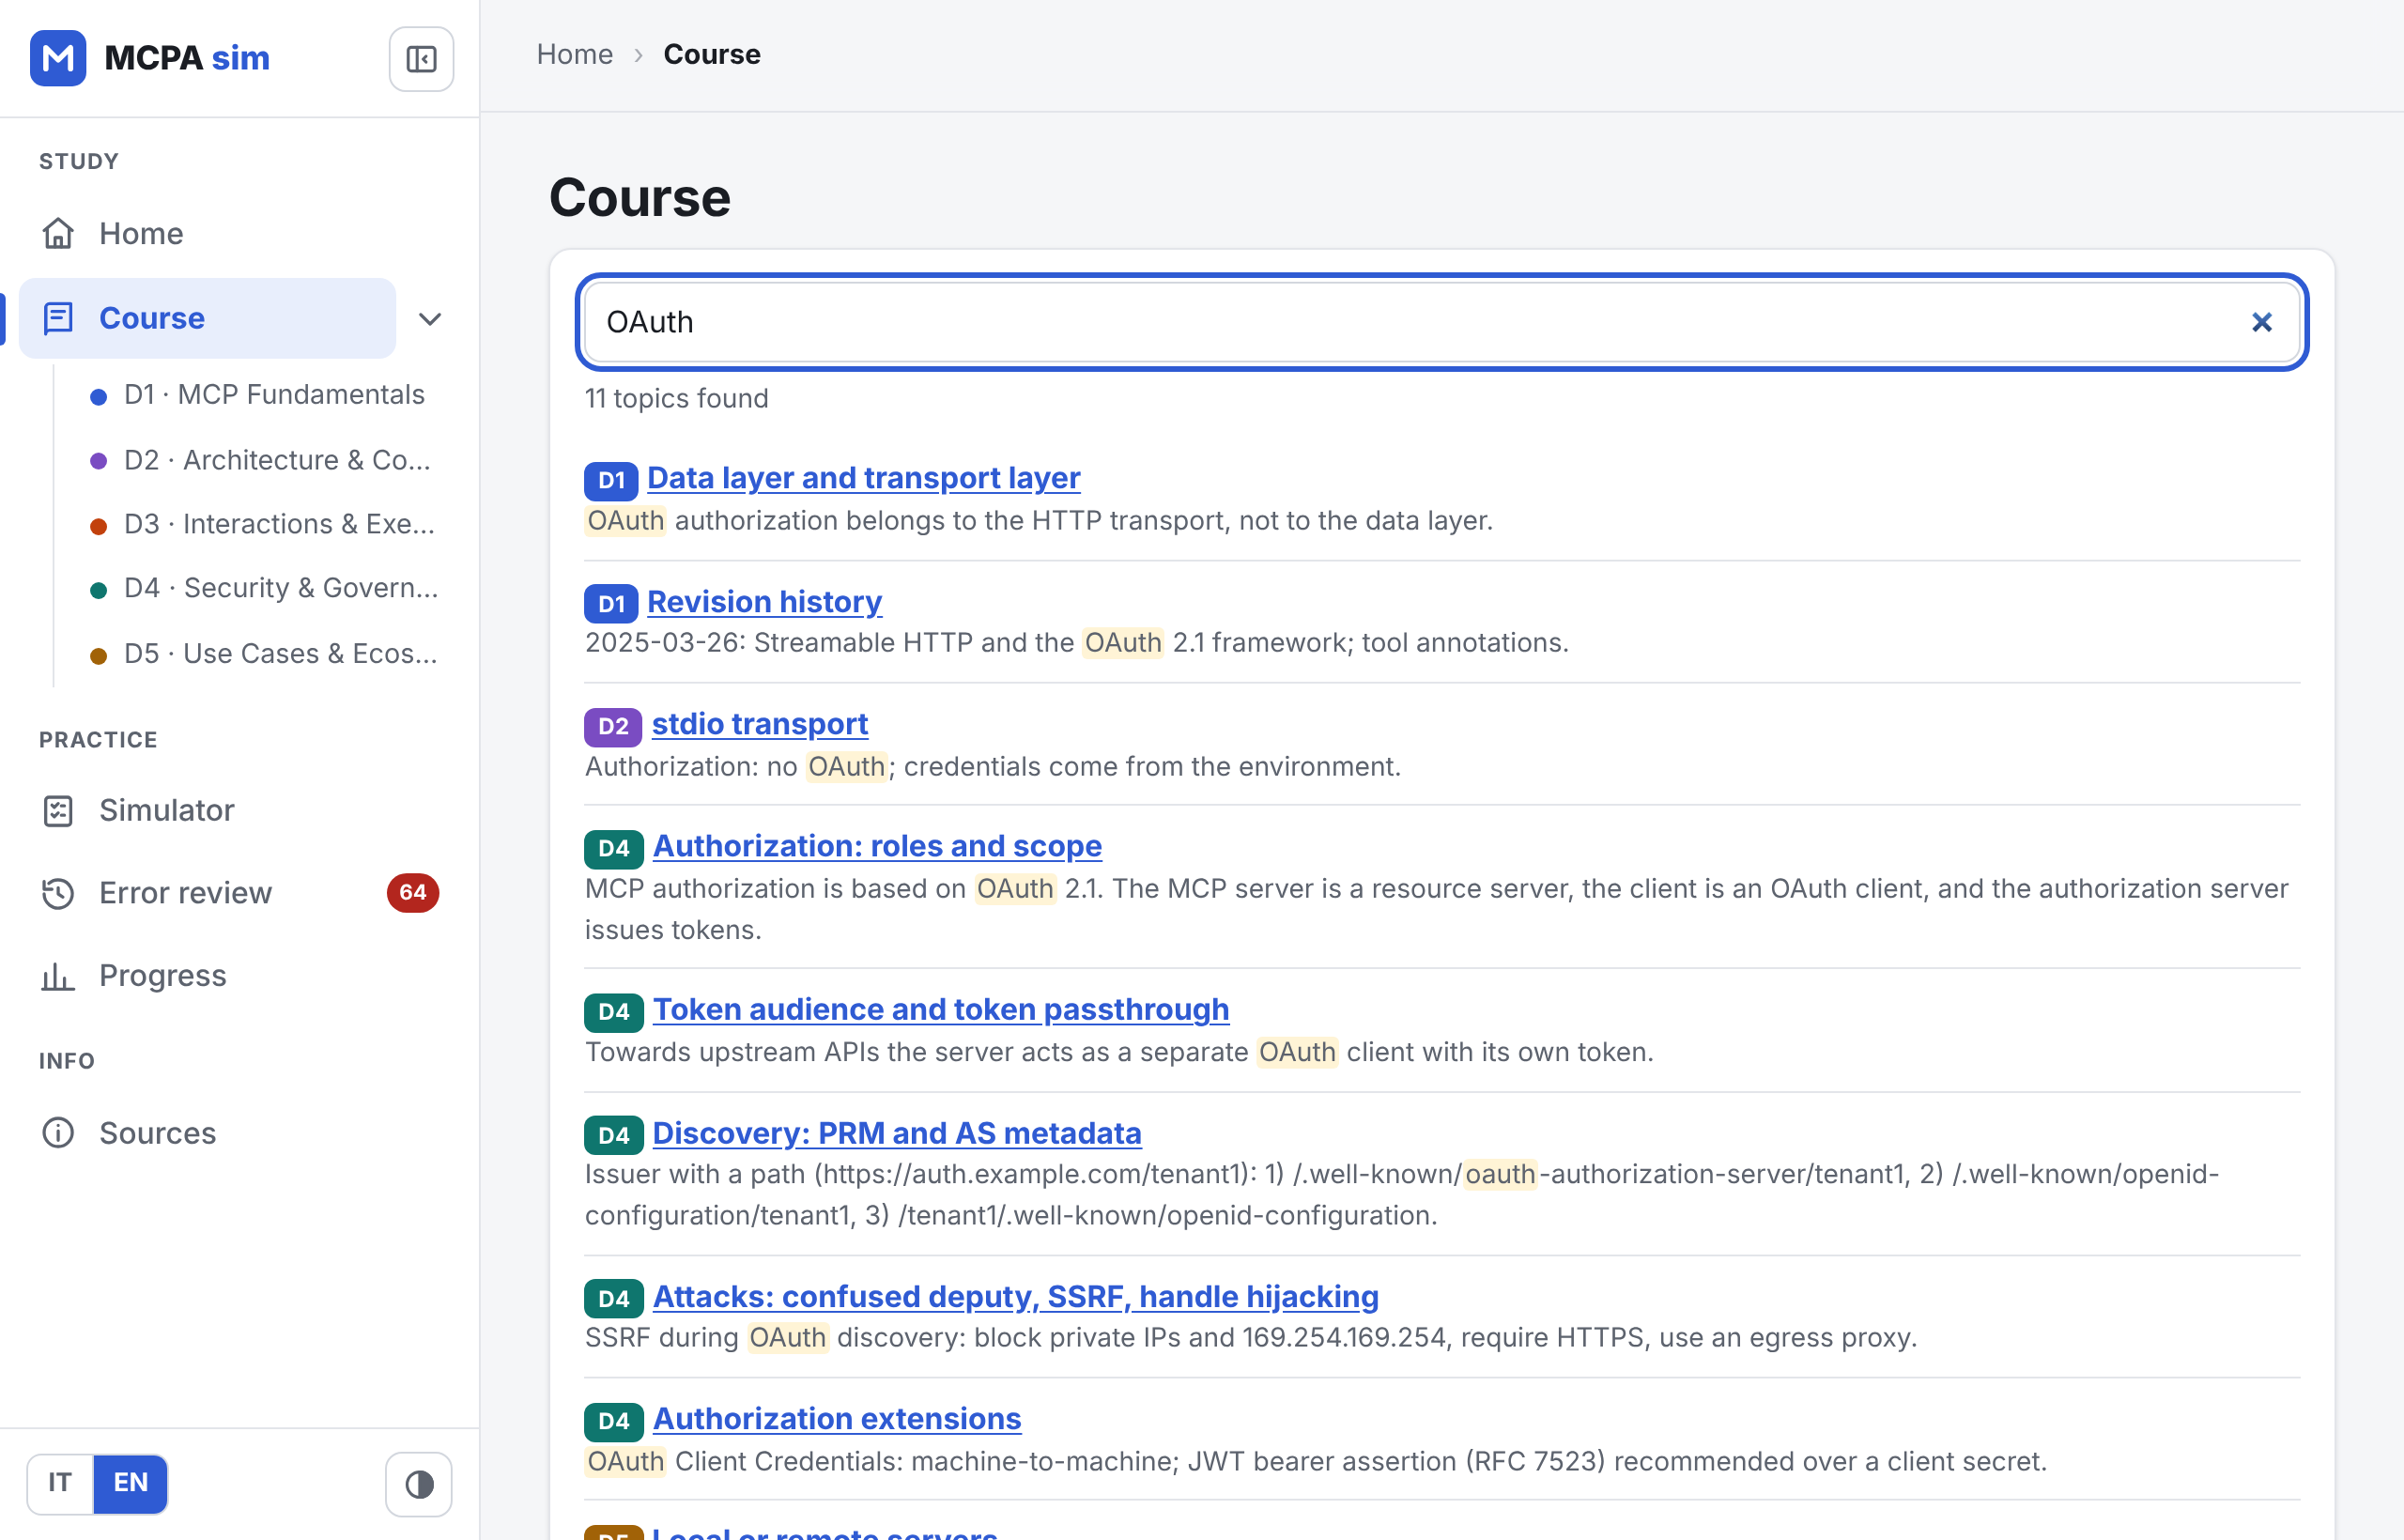 MCPA sim
STUDY
Home
Course
D1 · MCP Fundamentals
D2 · Architecture & Co...
D3 · Interactions & Exe...
D4 · Security & Govern...
D5 · Use Cases & Ecos...
PRACTICE
Simulator
Error review 64
Progress
INFO
Sources
IT EN
Home › Course
Course
OAuth
11 topics found
D1 Data layer and transport layer
OAuth authorization belongs to the HTTP transport, not to the data layer.
D1 Revision history
2025-03-26: Streamable HTTP and the OAuth 2.1 framework; tool annotations.
D2 stdio transport
Authorization: no OAuth; credentials come from the environment.
D4 Authorization: roles and scope
MCP authorization is based on OAuth 2.1. The MCP server is a resource server, the client is an OAuth client, and the authorization server
issues tokens.
D4 Token audience and token passthrough
Towards upstream APIs the server acts as a separate OAuth client with its own token.
D4 Discovery: PRM and AS metadata
Issuer with a path (https://auth.example.com/tenant1): 1) /.well-known/oauth-authorization-server/tenant1, 2) /.well-known/openid-
configuration/tenant1, 3) /tenant1/.well-known/openid-configuration.
D4 Attacks: confused deputy, SSRF, handle hijacking
SSRF during OAuth discovery: block private IPs and 169.254.169.254, require HTTPS, use an egress proxy.
D4 Authorization extensions
OAuth Client Credentials: machine-to-machine; JWT bearer assertion (RFC 7523) recommended over a client secret.
D5 Local or remote servers